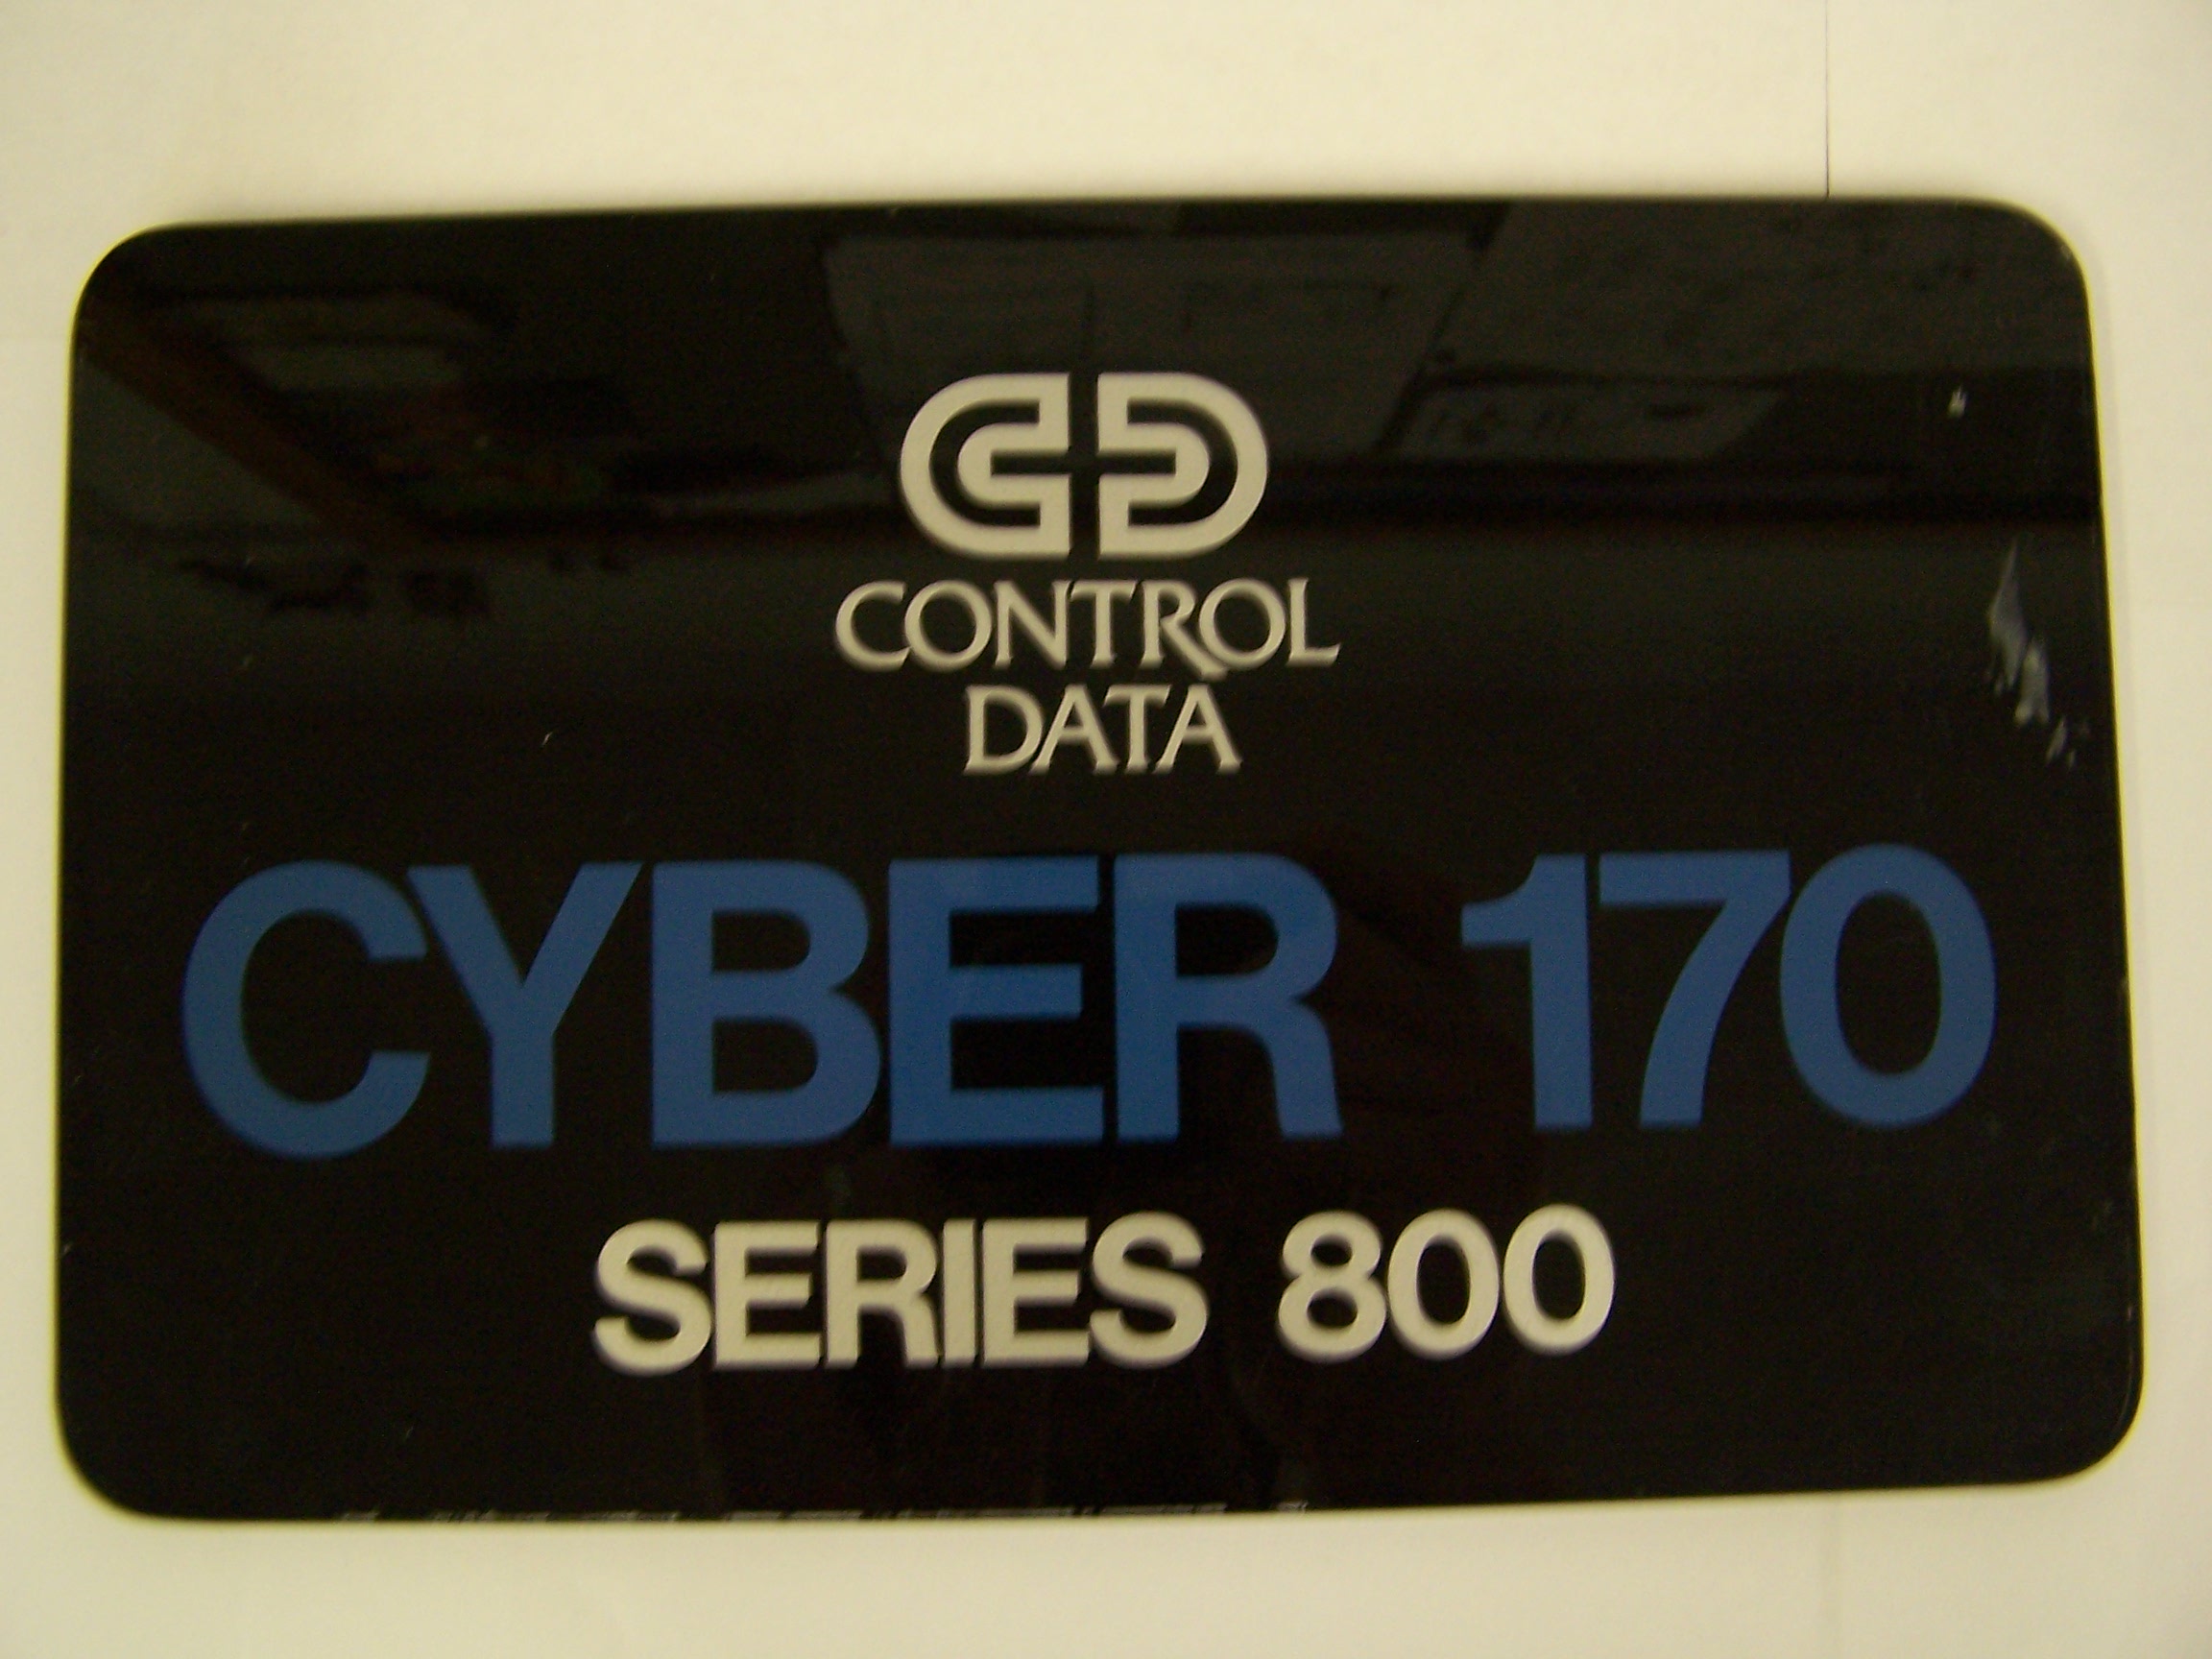 CONTROL
DATA
CYBER 170
SERIES 800